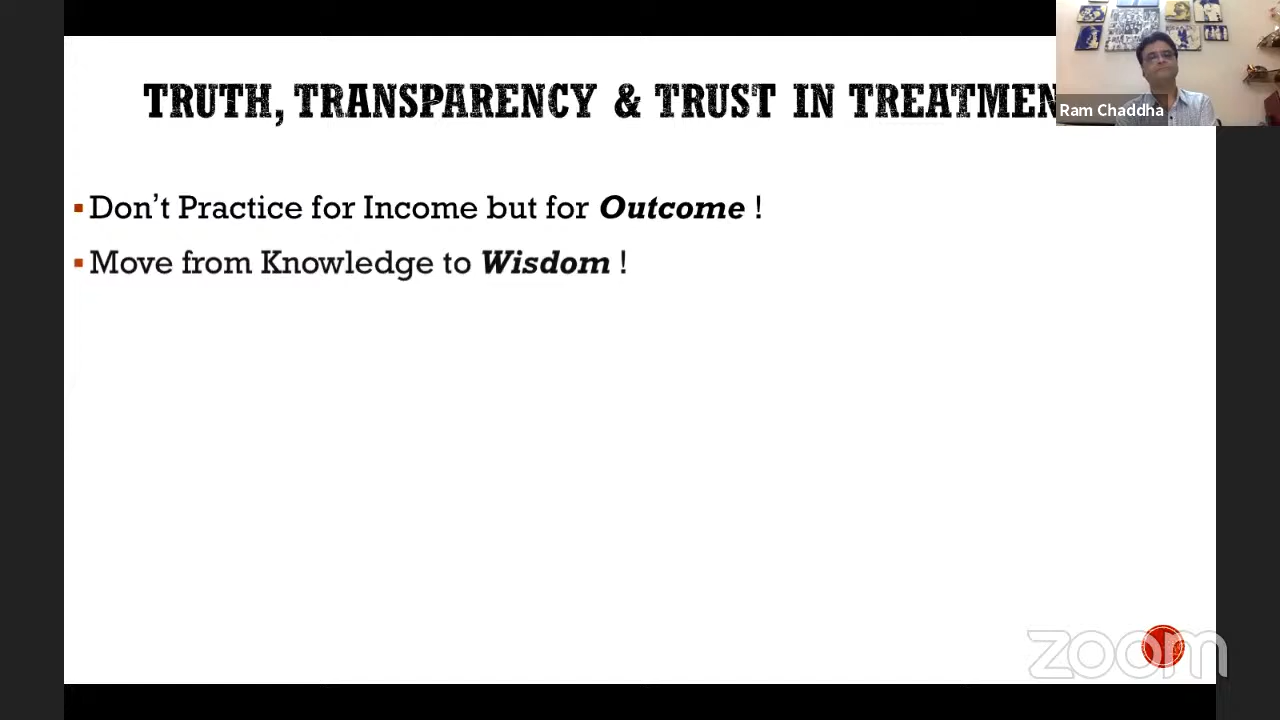 TRUTH, TRANSPARENCY & TRUST IN TREATMEN
Ram Chaddha
▪ Don't Practice for Income but for Outcome !
▪ Move from Knowledge to Wisdom !
zoom